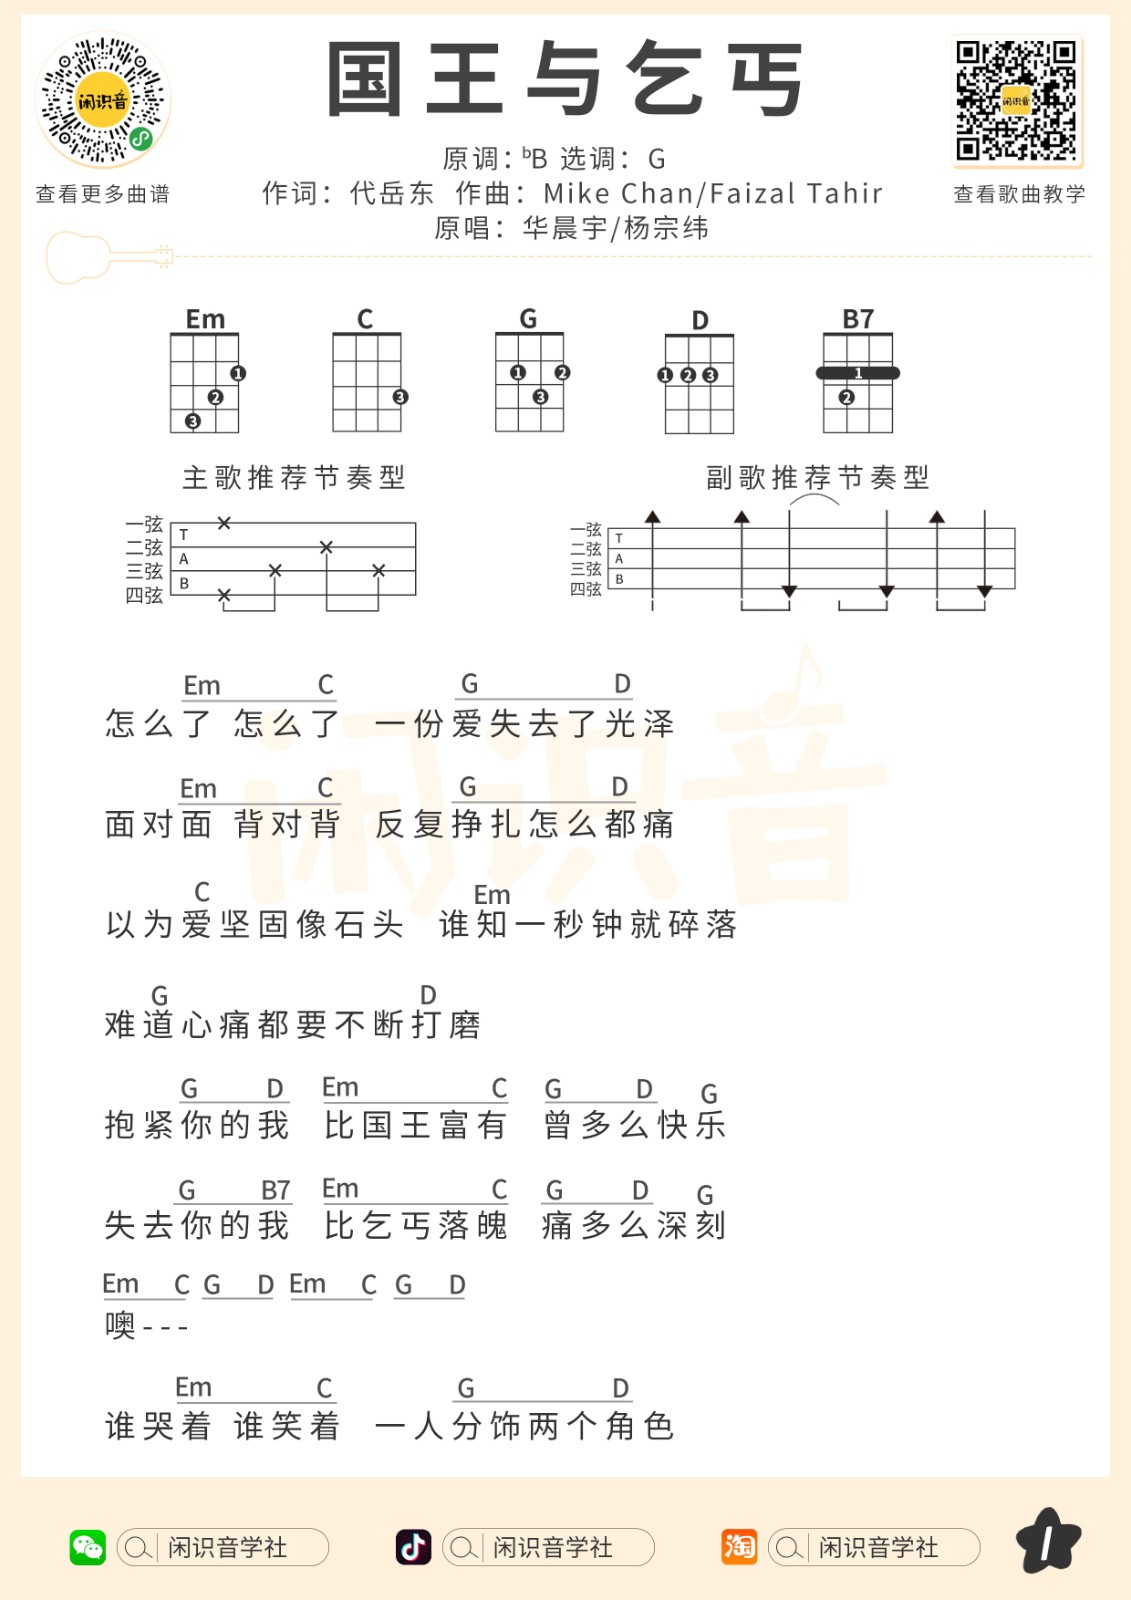 国王与乞丐
原调：ᵇB 选调：G
作词：代岳东 作曲：Mike Chan/Faizal Tahir
原唱：华晨宇/杨宗纬
闲识音
查看更多曲谱
闲识音
查看歌曲教学
Em C G D B7
1 2 3
3
1 2 3
1 2 3
1 2
主歌推荐节奏型
一弦
二弦
三弦
四弦
T
A
B
副歌推荐节奏型
一弦
二弦
三弦
四弦
T
A
B
闲识音
Em C G D
怎么了 怎么了 一份爱失去了光泽
Em C G D
面对面 背对背 反复挣扎怎么都痛
C Em
以为爱坚固像石头 谁知一秒钟就碎落
G D
难道心痛都要不断打磨
G D Em C G D G
抱紧你的我 比国王富有 曾多么快乐
G B7 Em C G D G
失去你的我 比乞丐落魄 痛多么深刻
Em C G D Em C G D
噢---
Em C G D
谁哭着 谁笑着 一人分饰两个角色
闲识音学社
闲识音学社
淘 闲识音学社
1